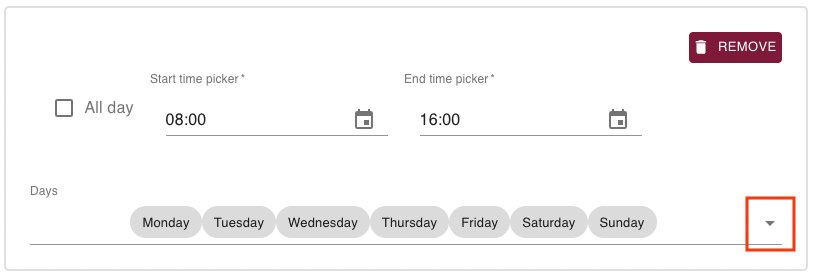 REMOVE
Start time picker * End time picker *
All day 08:00 16:00
Days
Monday Tuesday Wednesday Thursday Friday Saturday Sunday